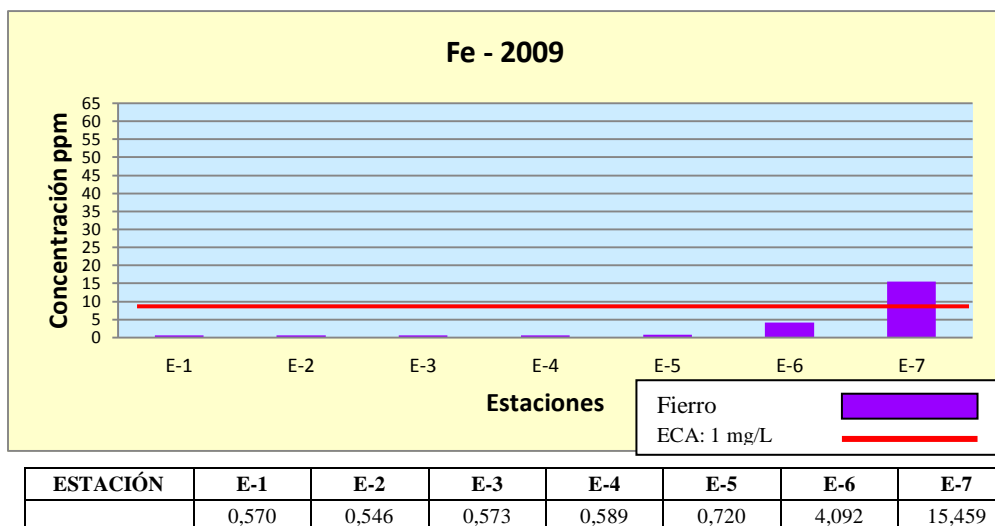 Fe - 2009
Concentración ppm
65
60
55
50
45
40
35
30
25
20
15
10
5
0
E-1 E-2 E-3 E-4 E-5 E-6 E-7
Estaciones
Fierro
ECA: 1 mg/L
ESTACIÓN E-1 E-2 E-3 E-4 E-5 E-6 E-7
0,570 0,546 0,573 0,589 0,720 4,092 15,459